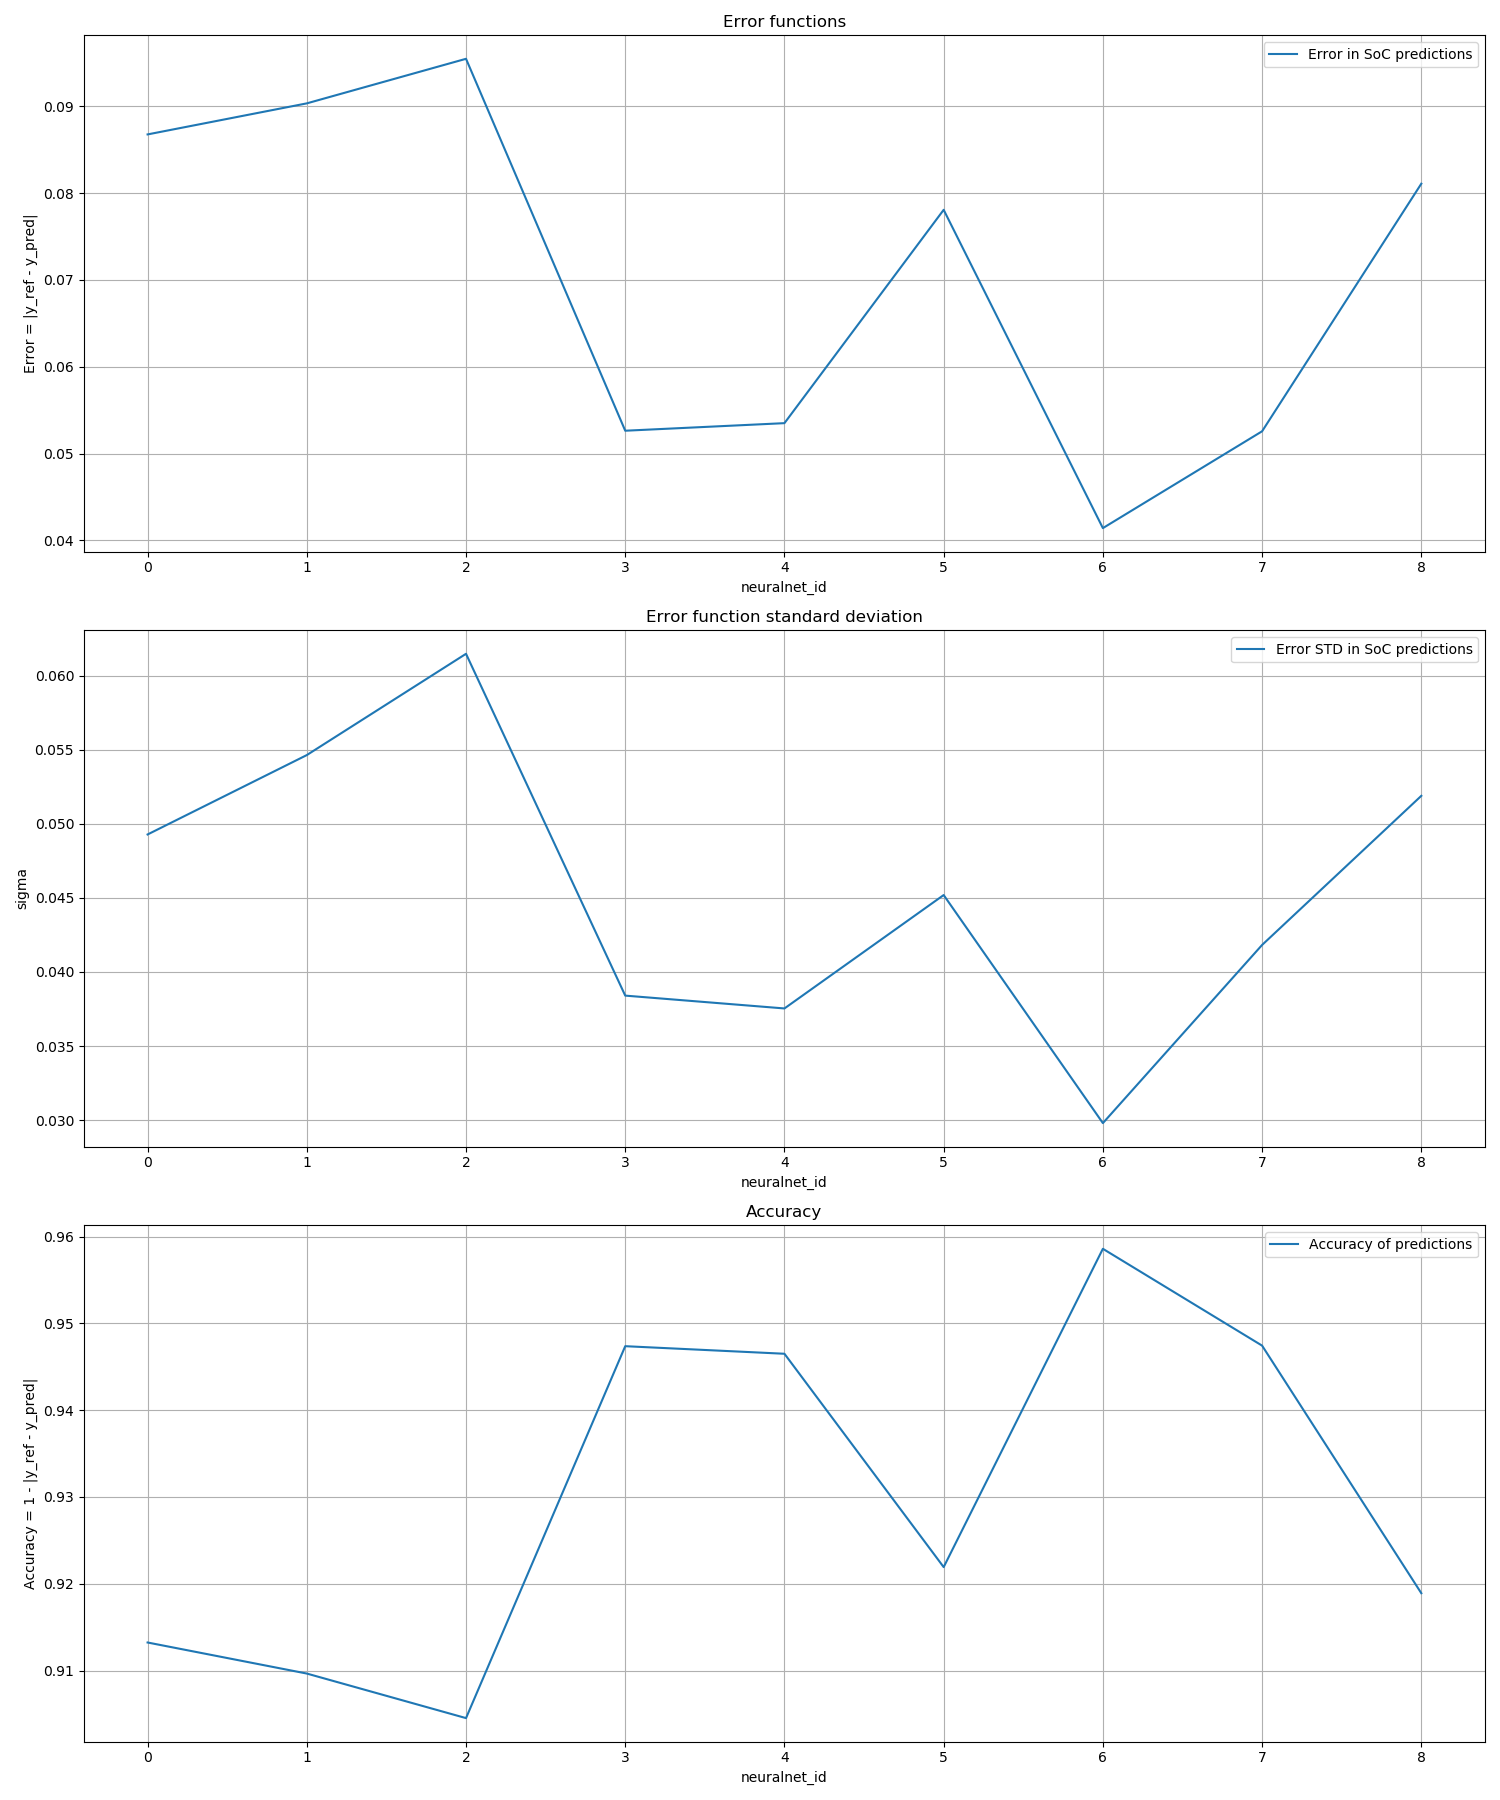 Error functions
Error in SoC predictions
Error = |y_ref - y_pred|
0.09
0.08
0.07
0.06
0.05
0.04
0 1 2 3 4 5 6 7 8
neuralnet_id
Error function standard deviation
Error STD in SoC predictions
sigma
0.060
0.055
0.050
0.045
0.040
0.035
0.030
0 1 2 3 4 5 6 7 8
neuralnet_id
Accuracy
Accuracy of predictions
Accuracy = 1 - |y_ref - y_pred|
0.96
0.95
0.94
0.93
0.92
0.91
0 1 2 3 4 5 6 7 8
neuralnet_id